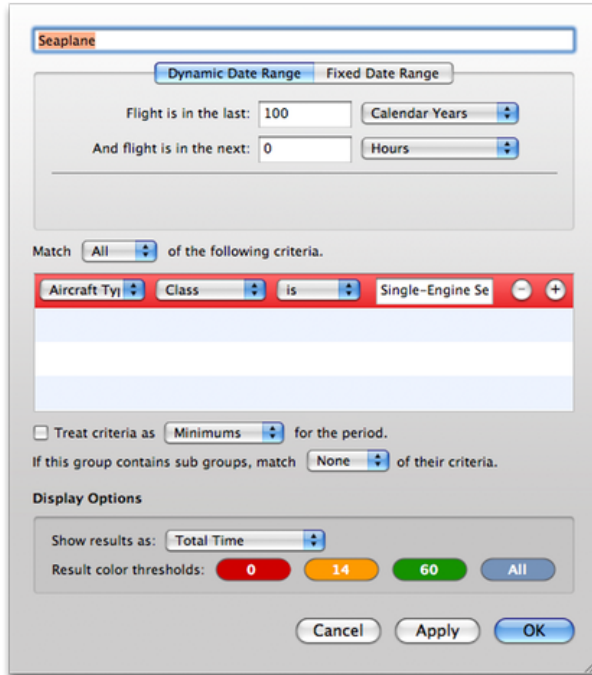 Seaplane
Dynamic Date Range Fixed Date Range
Flight is in the last: 100 Calendar Years
And flight is in the next: 0 Hours
Match All of the following criteria.
Aircraft Typ Class is Single-Engine Se − +
Treat criteria as Minimums for the period.
If this group contains sub groups, match None of their criteria.
Display Options
Show results as: Total Time
Result color thresholds: 0 14 60 All
Cancel Apply OK